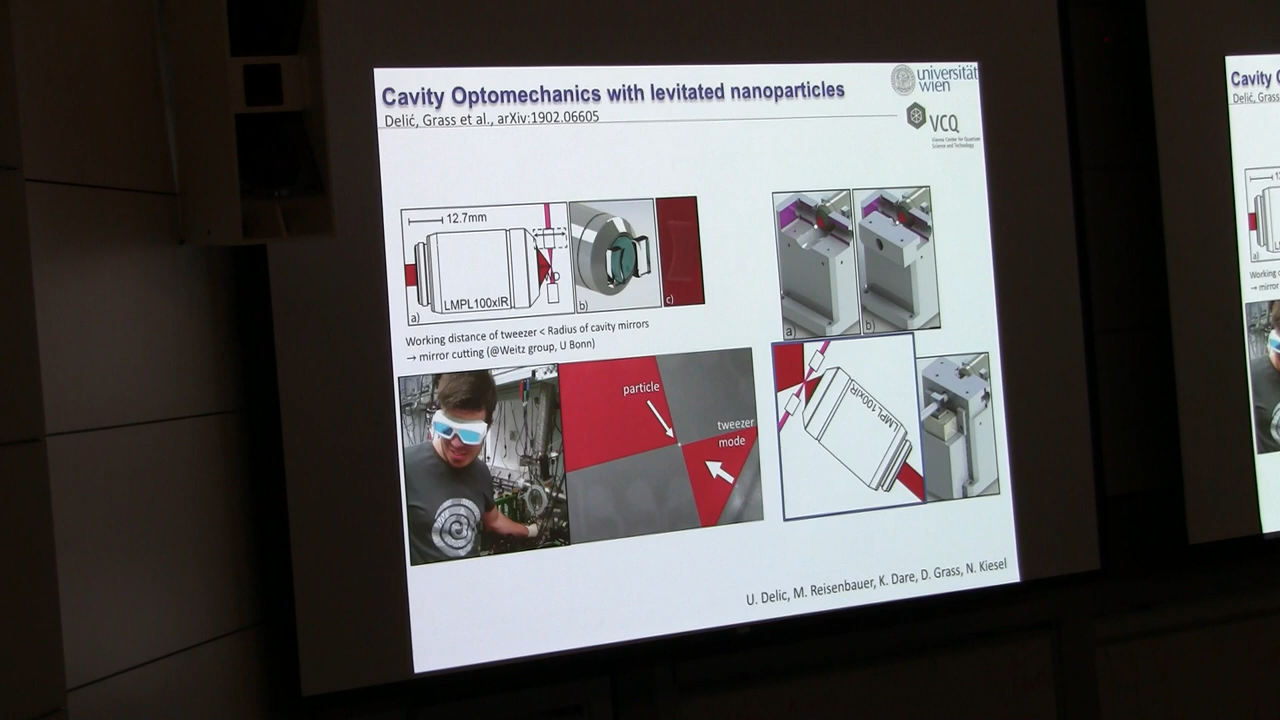 Cavity Optomechanics with levitated nanoparticles
Delić, Grass et al., arXiv:1902.06605
universität
wien
VCQ
Vienna Center for Quantum
Science and Technology
12.7mm
LMPL100xIR
a)
b)
c)
Working distance of tweezer < Radius of cavity mirrors
→ mirror cutting (@Weitz group, U Bonn)
particle
tweezer
mode
a)
b)
LMPL100xIR
U. Delic, M. Reisenbauer, K. Dare, D. Grass, N. Kiesel
Cavity O
Delić, Grass
a)
Working
→ mirror